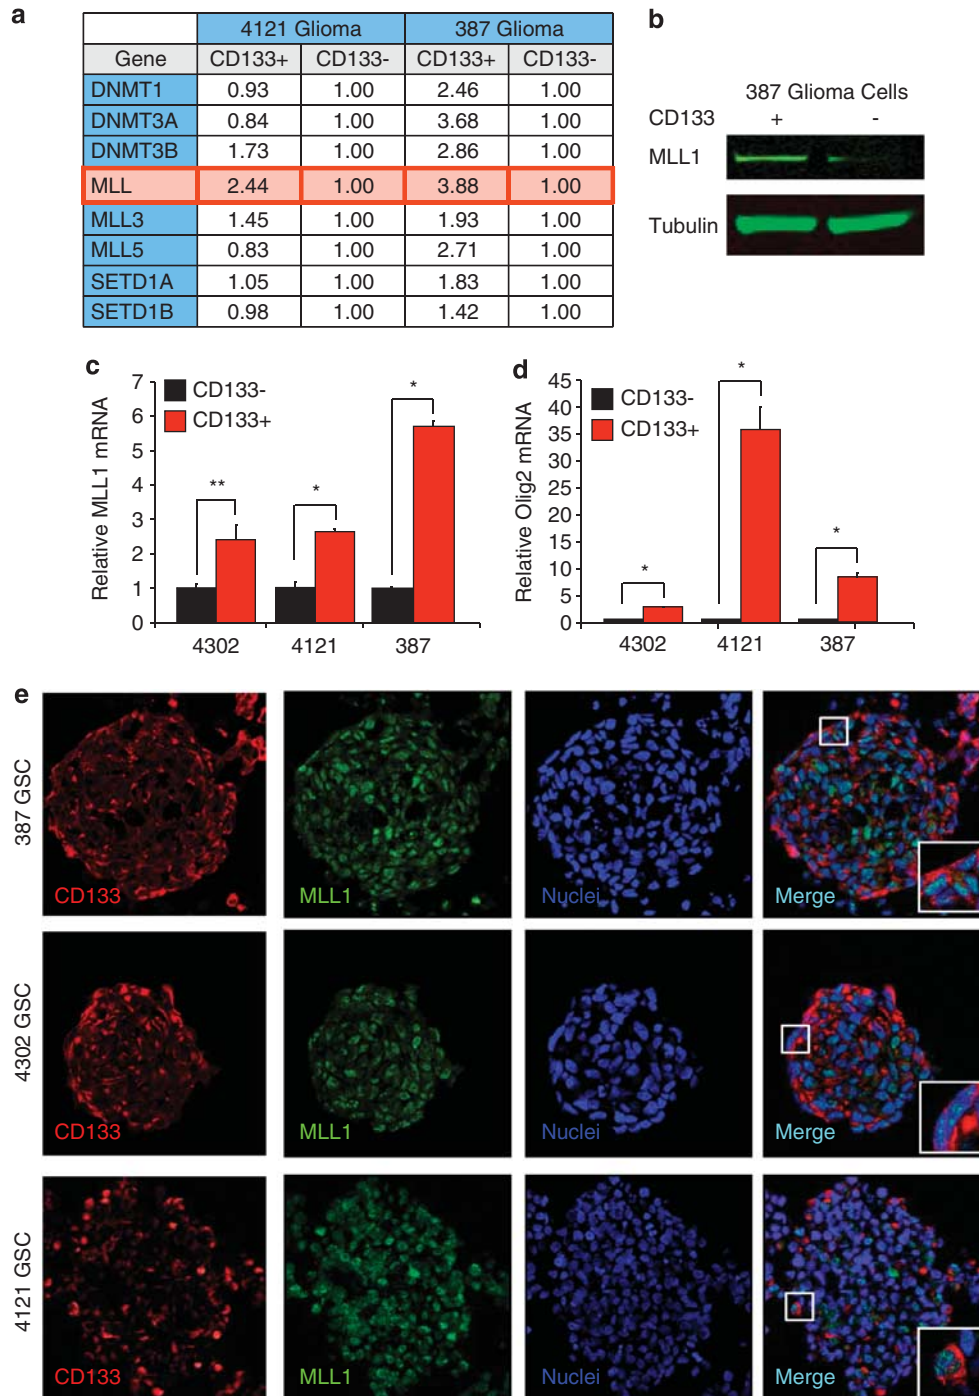 a
4121 Glioma 387 Glioma
Gene CD133+ CD133- CD133+ CD133-
DNMT1 0.93 1.00 2.46 1.00
DNMT3A 0.84 1.00 3.68 1.00
DNMT3B 1.73 1.00 2.86 1.00
MLL 2.44 1.00 3.88 1.00
MLL3 1.45 1.00 1.93 1.00
MLL5 0.83 1.00 2.71 1.00
SETD1A 1.05 1.00 1.83 1.00
SETD1B 0.98 1.00 1.42 1.00
b
387 Glioma Cells
CD133 + -
MLL1
Tubulin
c
Relative MLL1 mRNA
7
6
5
4
3
2
1
0
CD133-
CD133+
**
*
*
4302 4121 387
d
Relative Olig2 mRNA
45
40
35
30
25
20
15
10
5
0
CD133-
CD133+
*
*
*
4302 4121 387
e
387 GSC
CD133 MLL1 Nuclei Merge
4302 GSC
CD133 MLL1 Nuclei Merge
4121 GSC
CD133 MLL1 Nuclei Merge